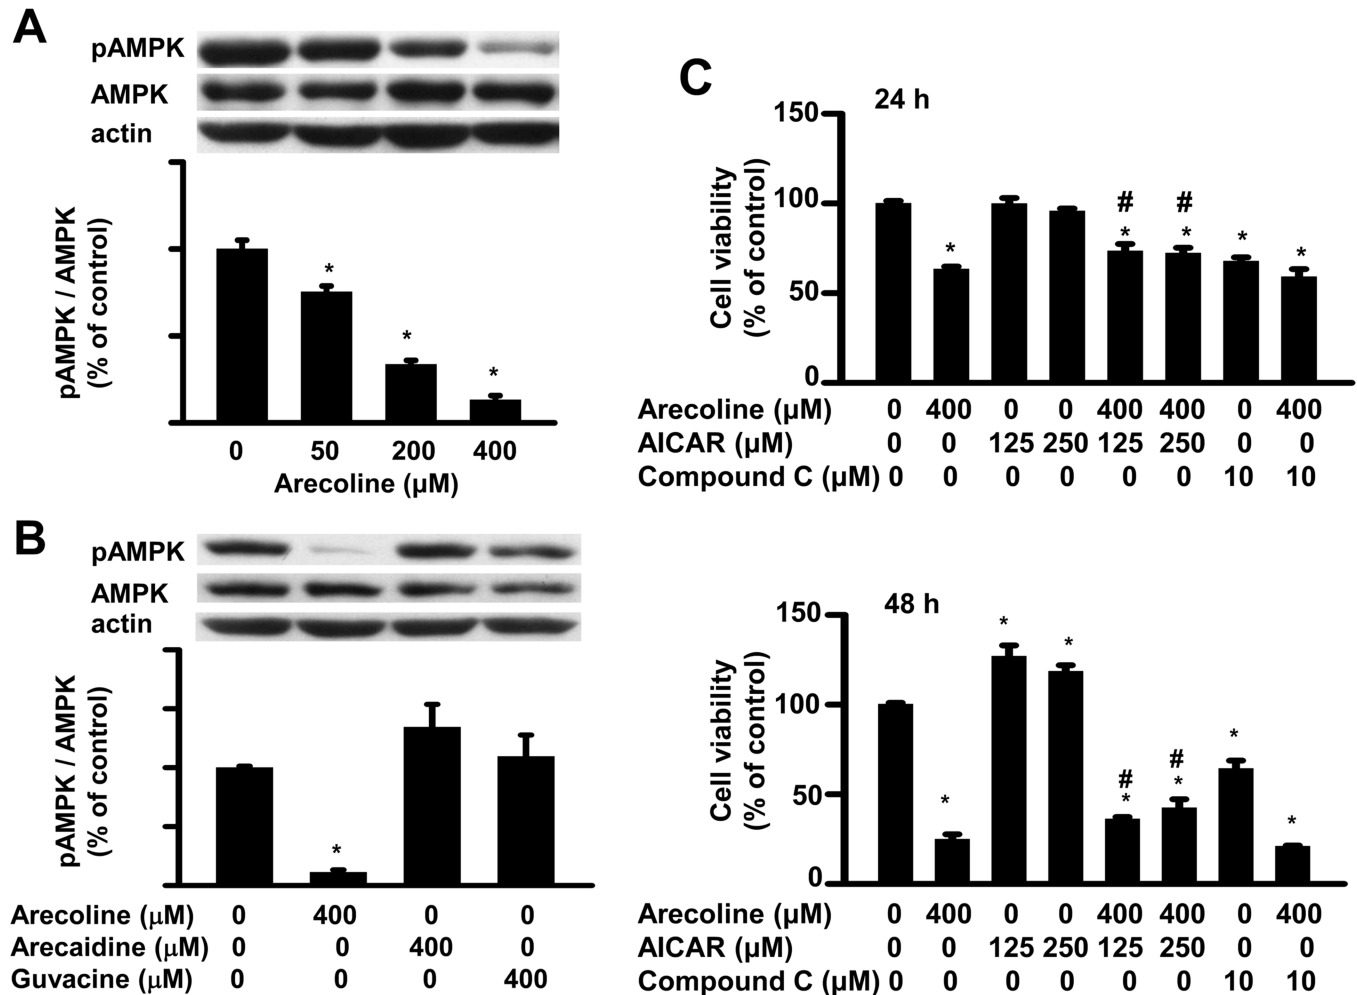 A
pAMPK
AMPK
actin
pAMPK / AMPK
(% of control)
*
*
*
0 50 200 400
Arecoline (µM)
B
pAMPK
AMPK
actin
pAMPK / AMPK
(% of control)
*
Arecoline (µM) 0 400 0 0
Arecaidine (µM) 0 0 400 0
Guvacine (µM) 0 0 0 400
C
24 h
Cell viability
(% of control)
150
100
50
0
# #
* * * * *
Arecoline (µM) 0 400 0 0 400 400 0 400
AICAR (µM) 0 0 125 250 125 250 0 0
Compound C (µM) 0 0 0 0 0 0 10 10
48 h
Cell viability
(% of control)
150
100
50
0
* *
# # *
* * * *
Arecoline (µM) 0 400 0 0 400 400 0 400
AICAR (µM) 0 0 125 250 125 250 0 0
Compound C (µM) 0 0 0 0 0 0 10 10